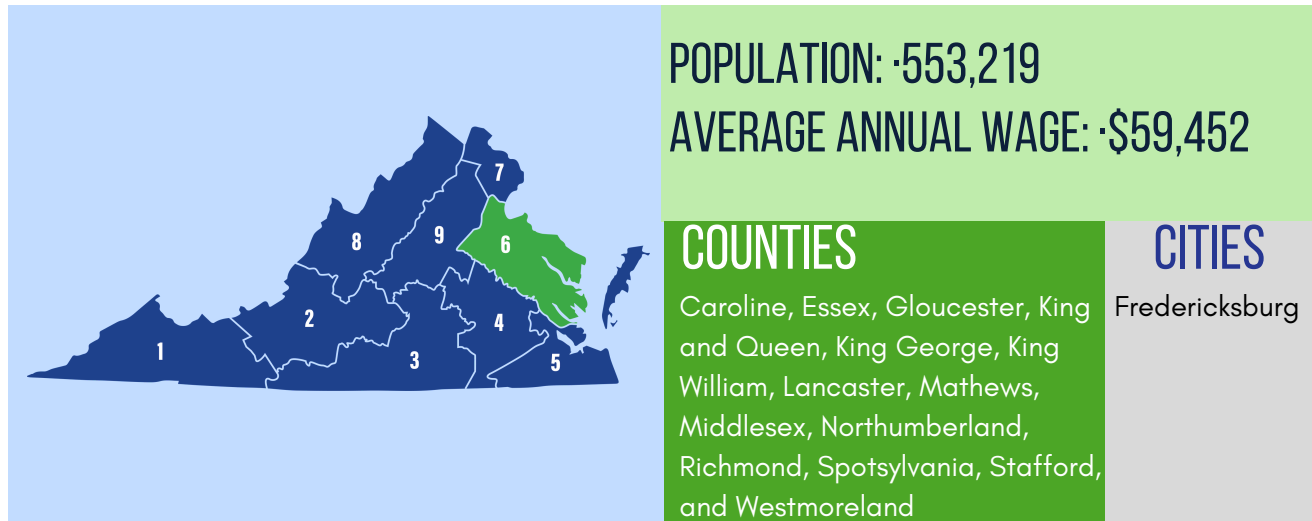 POPULATION: ·553,219
AVERAGE ANNUAL WAGE: ·$59,452
7
8
9
6
2
4
1
3
5
COUNTIES
Caroline, Essex, Gloucester, King
and Queen, King George, King
William, Lancaster, Mathews,
Middlesex, Northumberland,
Richmond, Spotsylvania, Stafford,
and Westmoreland
CITIES
Fredericksburg